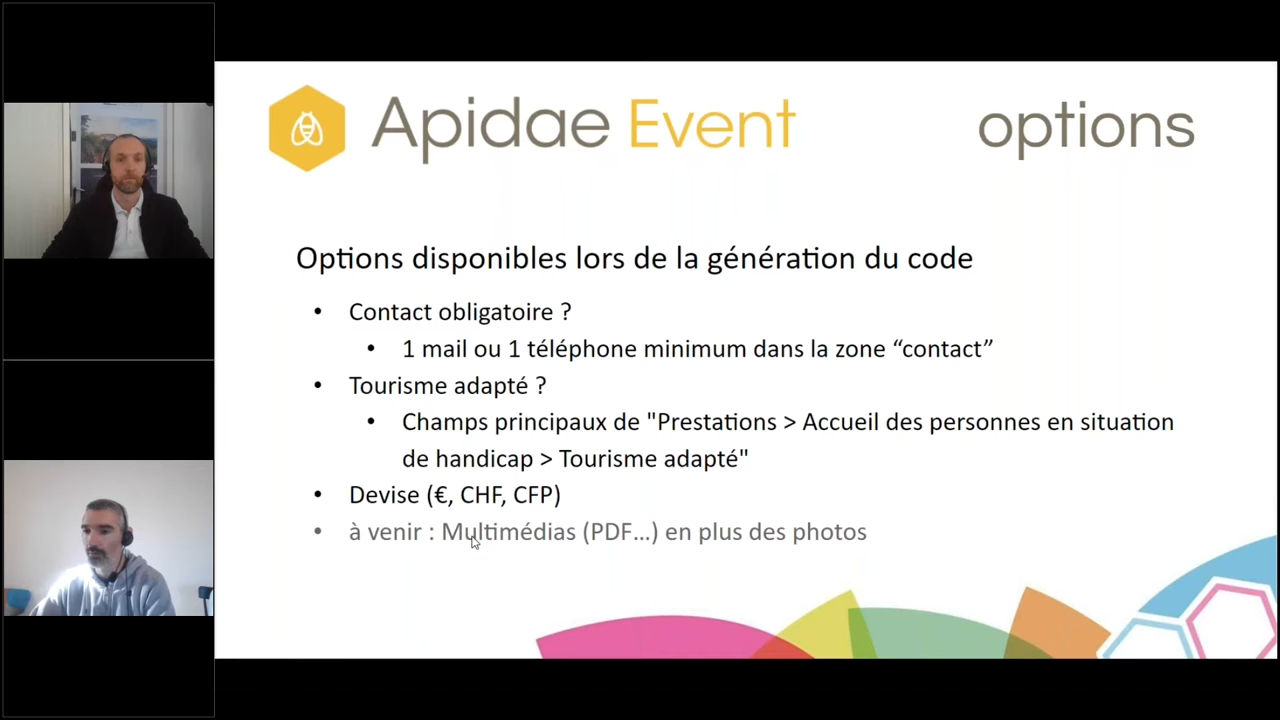 Apidae Event
options
Options disponibles lors de la génération du code
• Contact obligatoire ?
• 1 mail ou 1 téléphone minimum dans la zone “contact”
• Tourisme adapté ?
• Champs principaux de "Prestations > Accueil des personnes en situation
de handicap > Tourisme adapté"
• Devise (€, CHF, CFP)
• à venir : Multimédias (PDF…) en plus des photos